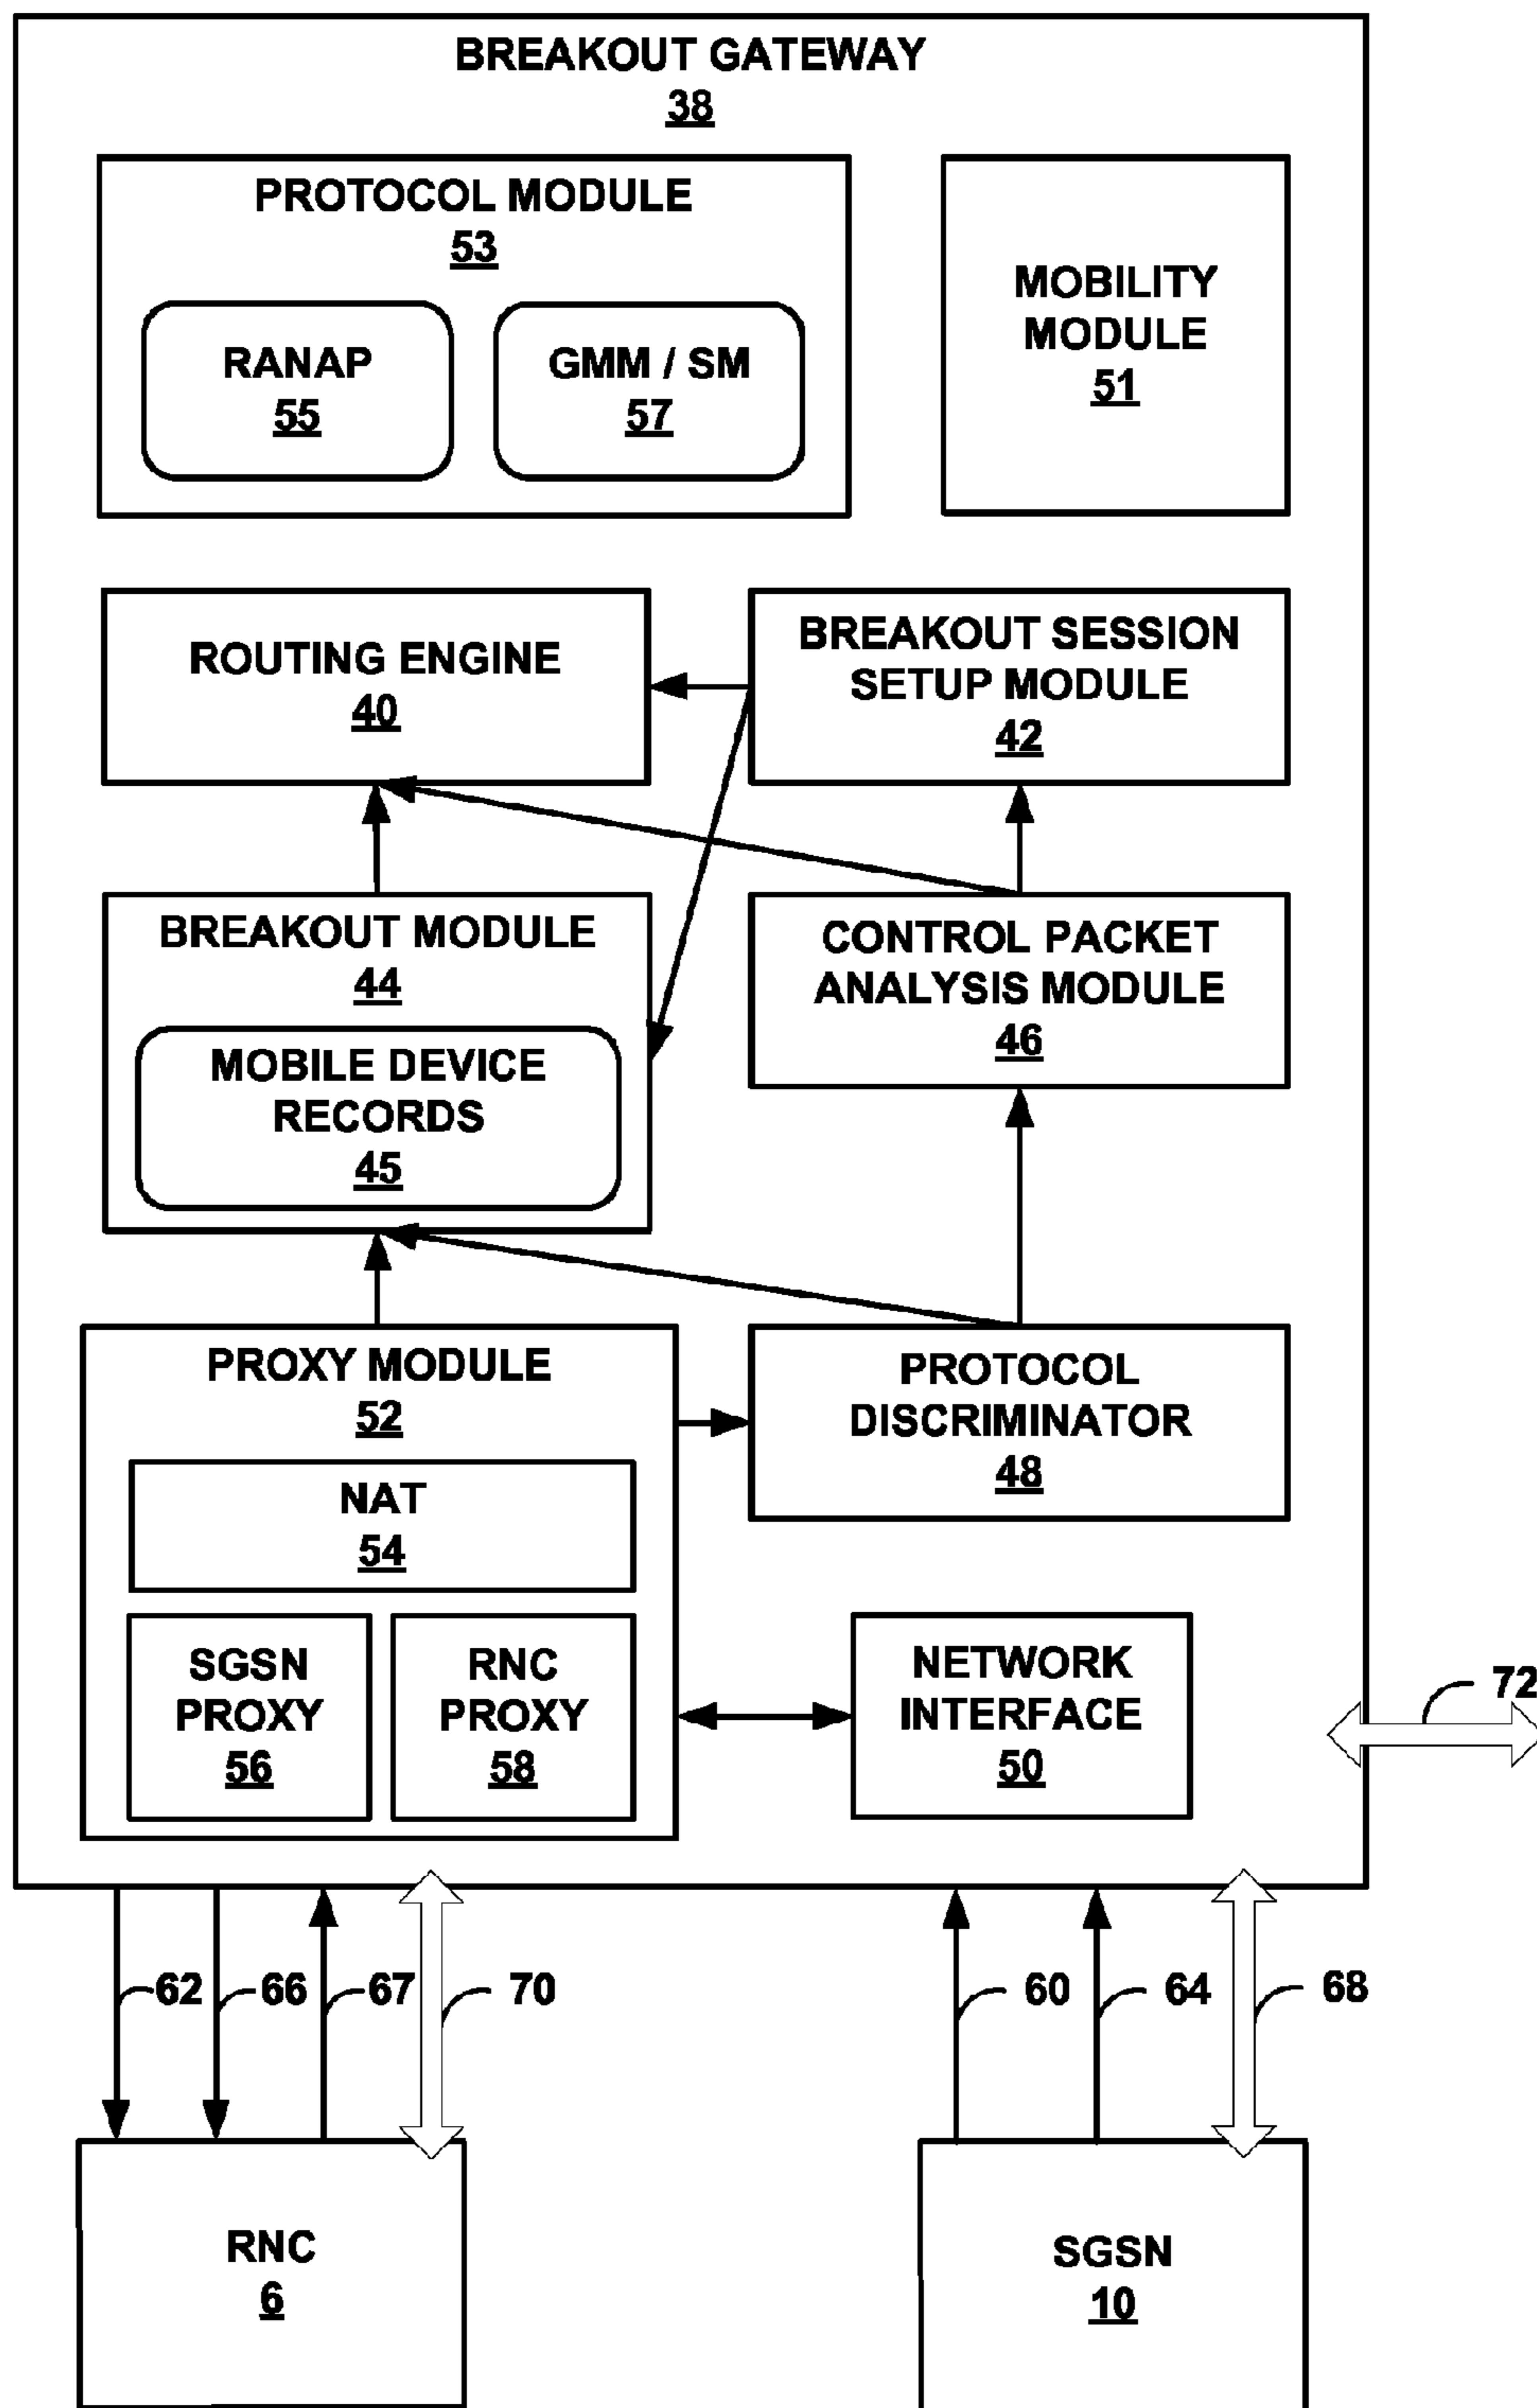 BREAKOUT GATEWAY
38
PROTOCOL MODULE
53
RANAP
55
GMM / SM
57
MOBILITY
MODULE
51
ROUTING ENGINE
40
BREAKOUT SESSION
SETUP MODULE
42
BREAKOUT MODULE
44
MOBILE DEVICE
RECORDS
45
CONTROL PACKET
ANALYSIS MODULE
46
PROXY MODULE
52
NAT
54
SGSN
PROXY
56
RNC
PROXY
58
PROTOCOL
DISCRIMINATOR
48
NETWORK
INTERFACE
50
72
62
66
67
70
60
64
68
RNC
6
SGSN
10